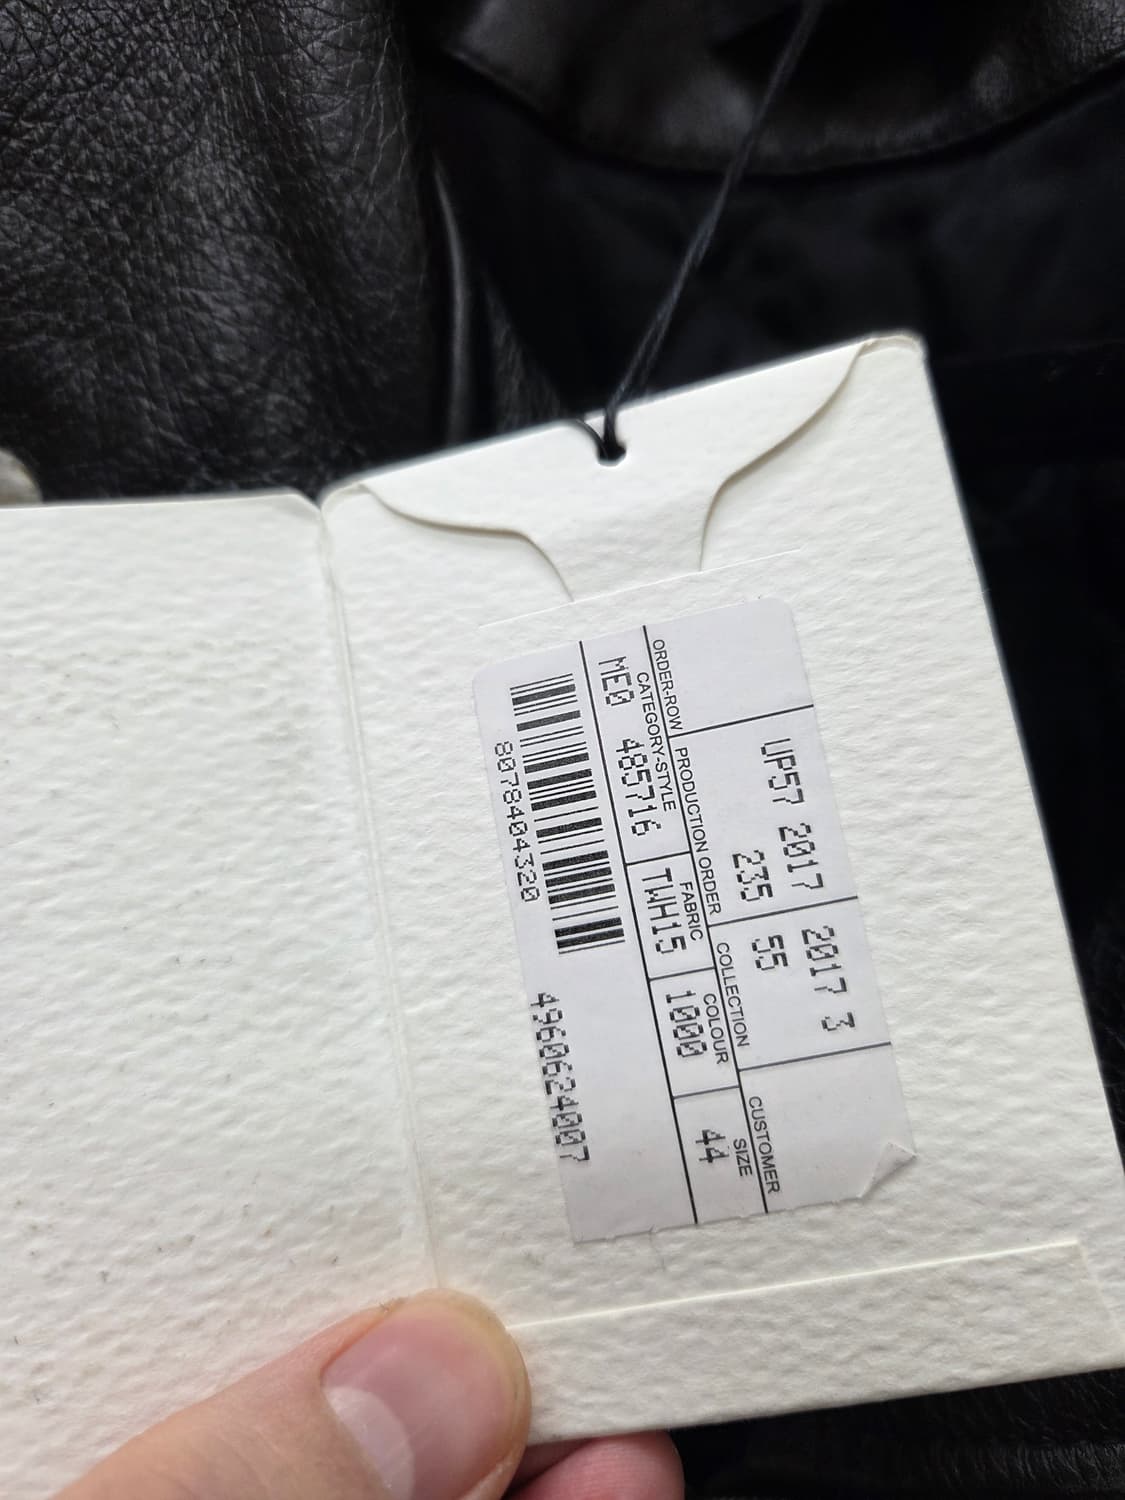 UP57 2017 2017 3
235 55
ORDER-ROW PRODUCTION ORDER COLLECTION CUSTOMER
CATEGORY-STYLE FABRIC COLOUR SIZE
ME0 485716 TWH15 1000 44
8078404320 4960624007